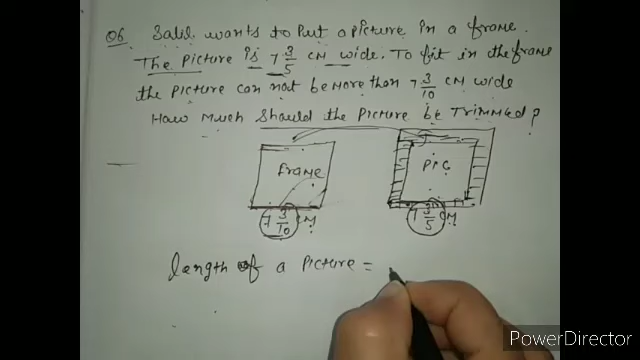 Q6. Salil wants to put a picture in a frame.
The picture is 7 3/5 cm wide. To fit in the frame
the picture can not be more than 7 3/10 cm wide
How much should the picture be trimmed?
frame
PIC
7 3/10 cm
7 3/5 cm
length of a picture =
PowerDirector